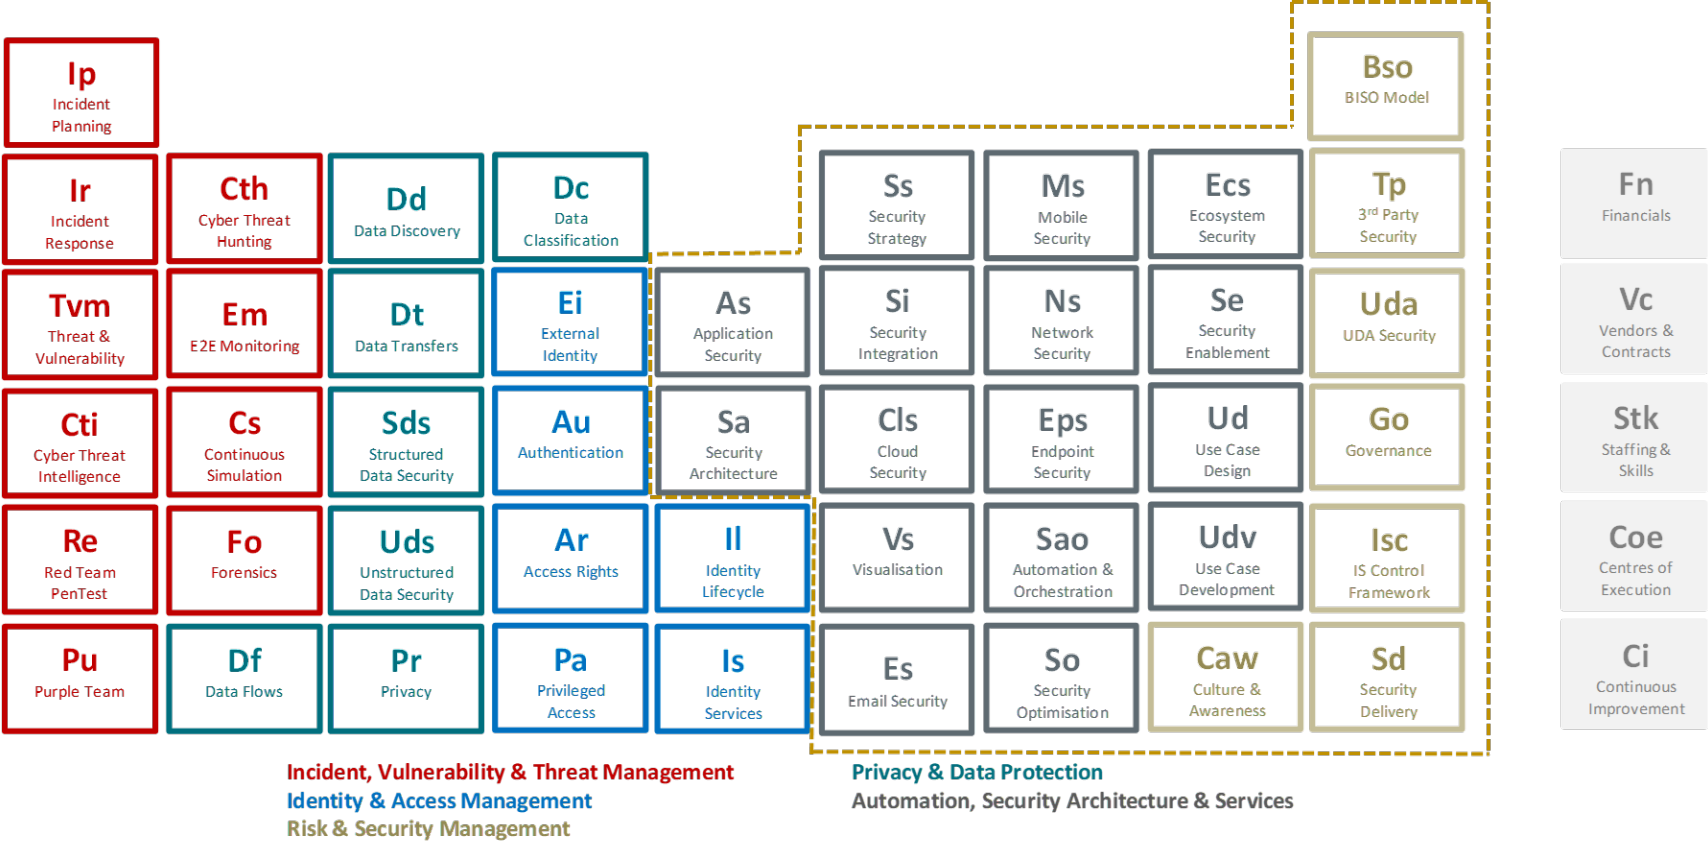 Ip
Incident
Planning
Bso
BISO Model
Ir
Incident
Response
Cth
Cyber Threat
Hunting
Dd
Data Discovery
Dc
Data
Classification
Ss
Security
Strategy
Ms
Mobile
Security
Ecs
Ecosystem
Security
Tp
3rd Party
Security
Fn
Financials
Tvm
Threat &
Vulnerability
Em
E2E Monitoring
Dt
Data Transfers
Ei
External
Identity
As
Application
Security
Si
Security
Integration
Ns
Network
Security
Se
Security
Enablement
Uda
UDA Security
Vc
Vendors &
Contracts
Cti
Cyber Threat
Intelligence
Cs
Continuous
Simulation
Sds
Structured
Data Security
Au
Authentication
Sa
Security
Architecture
Cls
Cloud
Security
Eps
Endpoint
Security
Ud
Use Case
Design
Go
Governance
Stk
Staffing &
Skills
Re
Red Team
PenTest
Fo
Forensics
Uds
Unstructured
Data Security
Ar
Access Rights
Il
Identity
Lifecycle
Vs
Visualisation
Sao
Automation &
Orchestration
Udv
Use Case
Development
Isc
IS Control
Framework
Coe
Centres of
Execution
Pu
Purple Team
Df
Data Flows
Pr
Privacy
Pa
Privileged
Access
Is
Identity
Services
Es
Email Security
So
Security
Optimisation
Caw
Culture &
Awareness
Sd
Security
Delivery
Ci
Continuous
Improvement
Incident, Vulnerability & Threat Management
Identity & Access Management
Risk & Security Management
Privacy & Data Protection
Automation, Security Architecture & Services